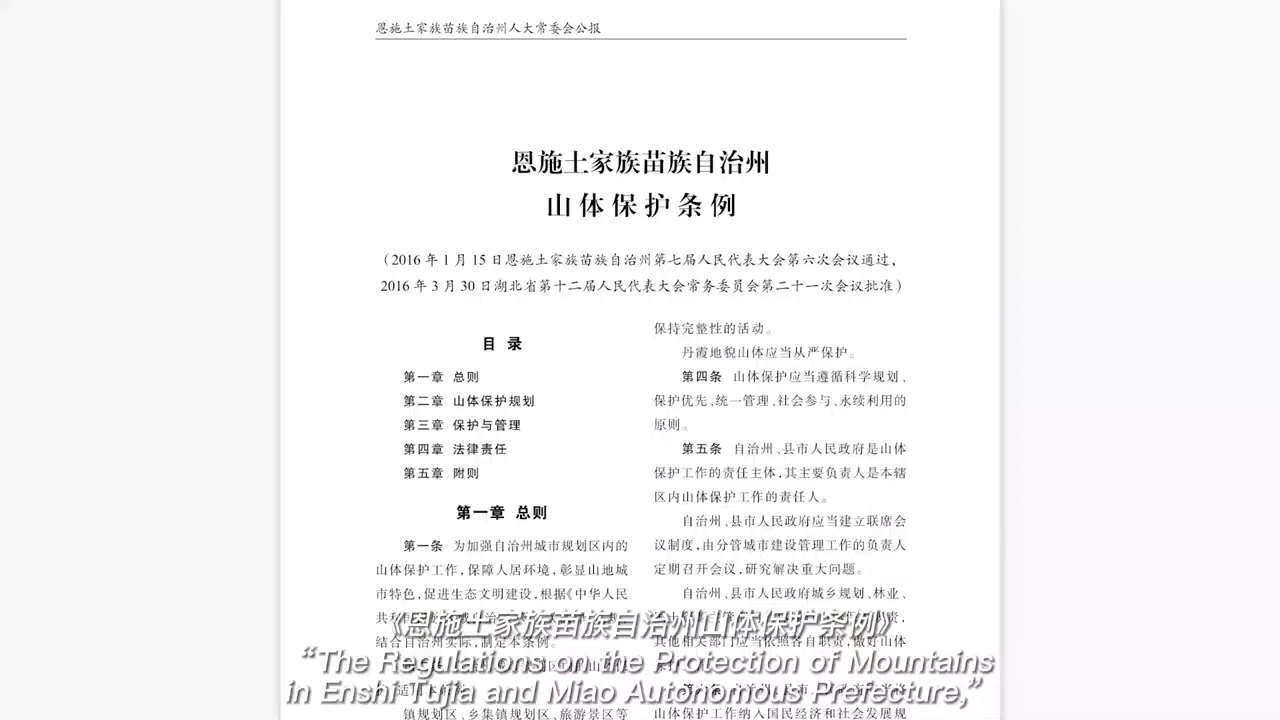 恩施土家族苗族自治州人大常委会公报
恩施土家族苗族自治州
山体保护条例
（2016 年 1 月 15 日恩施土家族苗族自治州第七届人民代表大会第六次会议通过，
2016 年 3 月 30 日湖北省第十二届人民代表大会常务委员会第二十一次会议批准）
目 录
第一章 总则
第二章 山体保护规划
第三章 保护与管理
第四章 法律责任
第五章 附则
第一章 总则
第一条 为加强自治州城市规划区内的
山体保护工作，保障人居环境，彰显山地城
市特色，促进生态文明建设，根据《中华人民
结合自治州实际，制定本条例。
镇规划区、乡集镇规划区、旅游景区等
保持完整性的活动。
丹霞地貌山体应当从严保护。
第四条 山体保护应当遵循科学规划、
保护优先、统一管理、社会参与、永续利用的
原则。
第五条 自治州、县市人民政府是山体
保护工作的责任主体，其主要负责人是本辖
区内山体保护工作的责任人。
自治州、县市人民政府应当建立联席会
议制度，由分管城市建设管理工作的负责人
定期召开会议，研究解决重大问题。
自治州、县市人民政府城乡规划、林业、
其他相关部门应当依照各自职责，做好山体
山体保护工作纳入国民经济和社会发展规
《恩施土家族苗族自治州山体保护条例》
“The Regulations on the Protection of Mountains
in Enshi Tujia and Miao Autonomous Prefecture,”